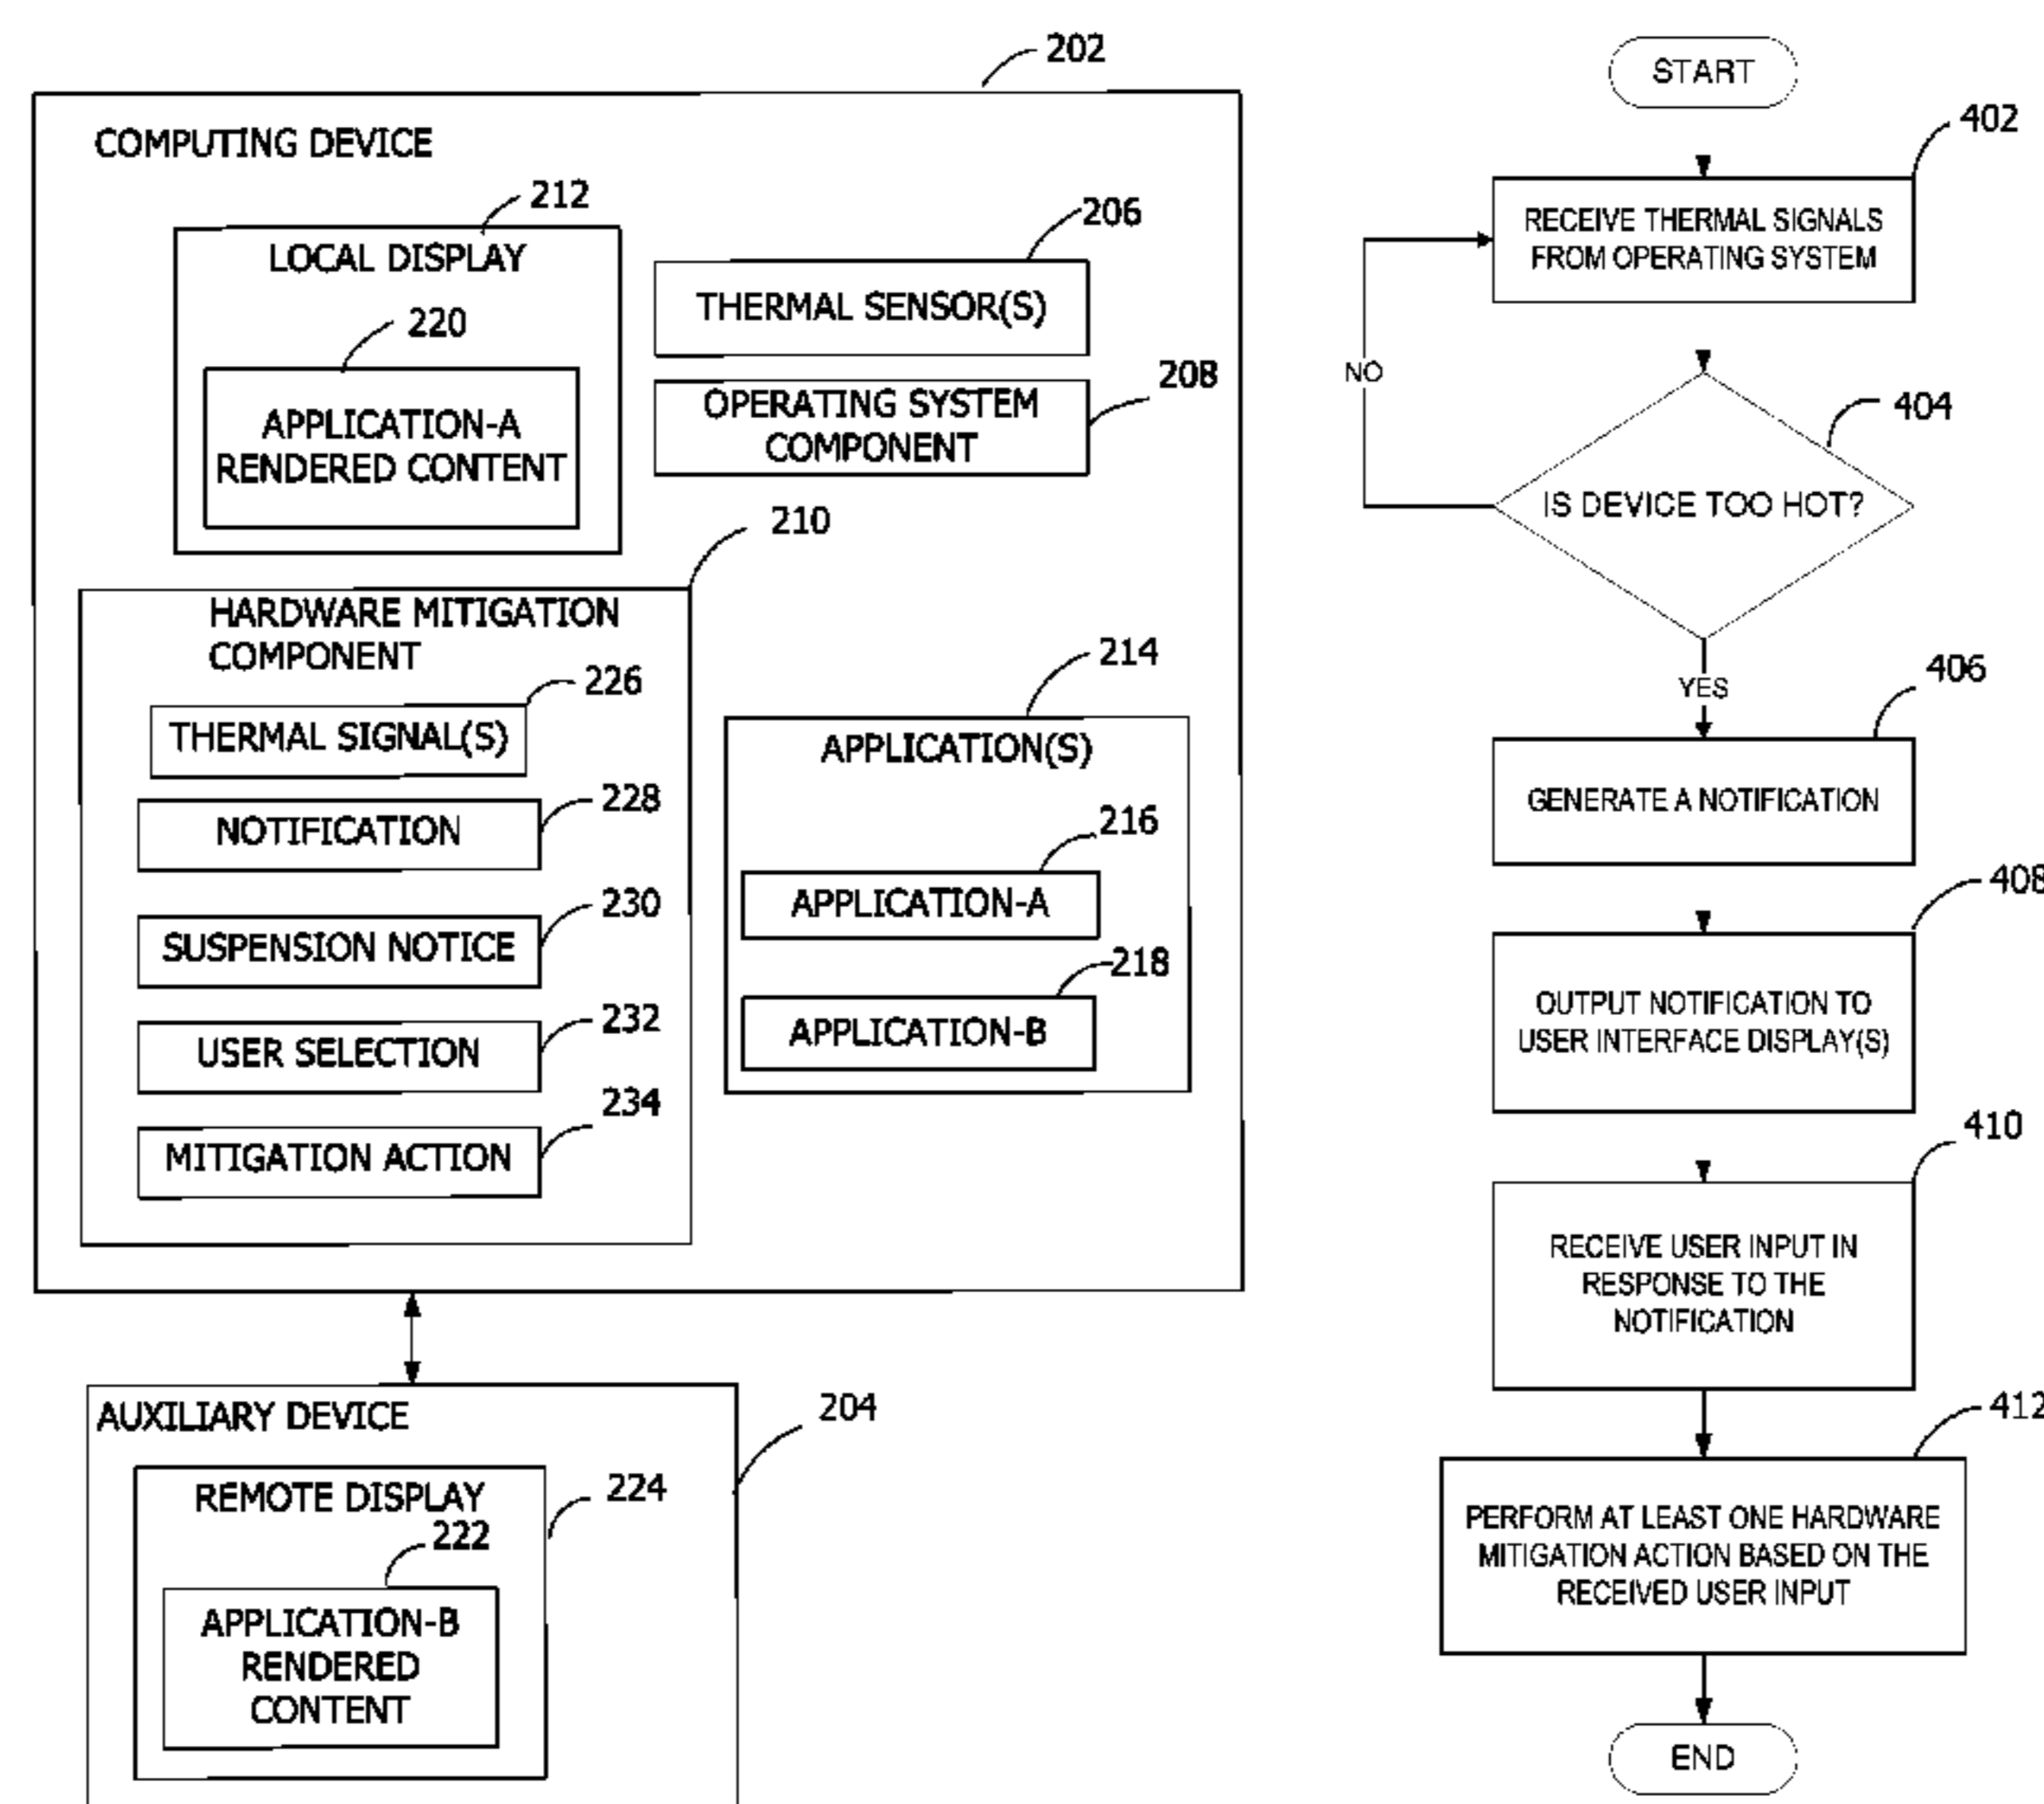 202
COMPUTING DEVICE
212
LOCAL DISPLAY
206
THERMAL SENSOR(S)
220
APPLICATION-A
RENDERED CONTENT
208
OPERATING SYSTEM
COMPONENT
210
HARDWARE MITIGATION
COMPONENT
226
THERMAL SIGNAL(S)
228
NOTIFICATION
230
SUSPENSION NOTICE
232
USER SELECTION
234
MITIGATION ACTION
214
APPLICATION(S)
216
APPLICATION-A
218
APPLICATION-B
204
AUXILIARY DEVICE
224
REMOTE DISPLAY
222
APPLICATION-B
RENDERED
CONTENT
START
402
RECEIVE THERMAL SIGNALS
FROM OPERATING SYSTEM
NO
404
IS DEVICE TOO HOT?
YES
406
GENERATE A NOTIFICATION
408
OUTPUT NOTIFICATION TO
USER INTERFACE DISPLAY(S)
410
RECEIVE USER INPUT IN
RESPONSE TO THE
NOTIFICATION
412
PERFORM AT LEAST ONE HARDWARE
MITIGATION ACTION BASED ON THE
RECEIVED USER INPUT
END